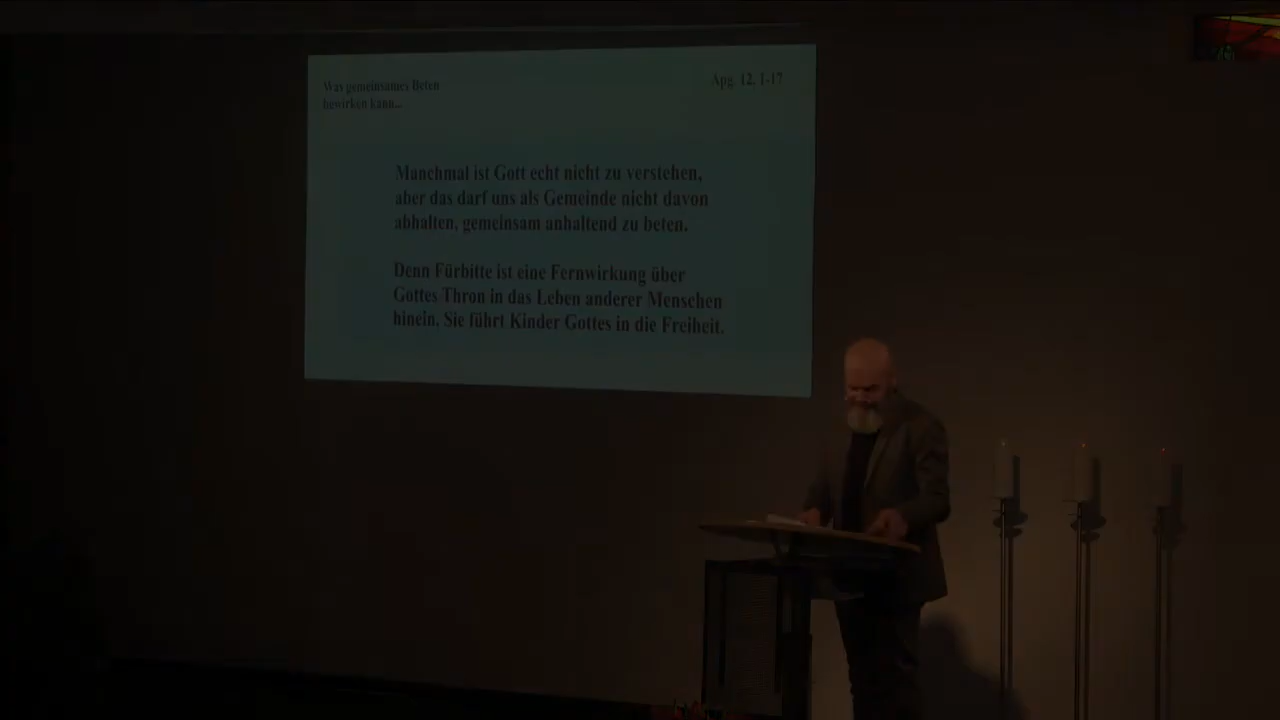 Was gemeinsames Beten
bewirken kann...
Apg. 12, 1-17
Manchmal ist Gott echt nicht zu verstehen,
aber das darf uns als Gemeinde nicht davon
abhalten, gemeinsam anhaltend zu beten.
Denn Fürbitte ist eine Fernwirkung über
Gottes Thron in das Leben anderer Menschen
hinein. Sie führt Kinder Gottes in die Freiheit.